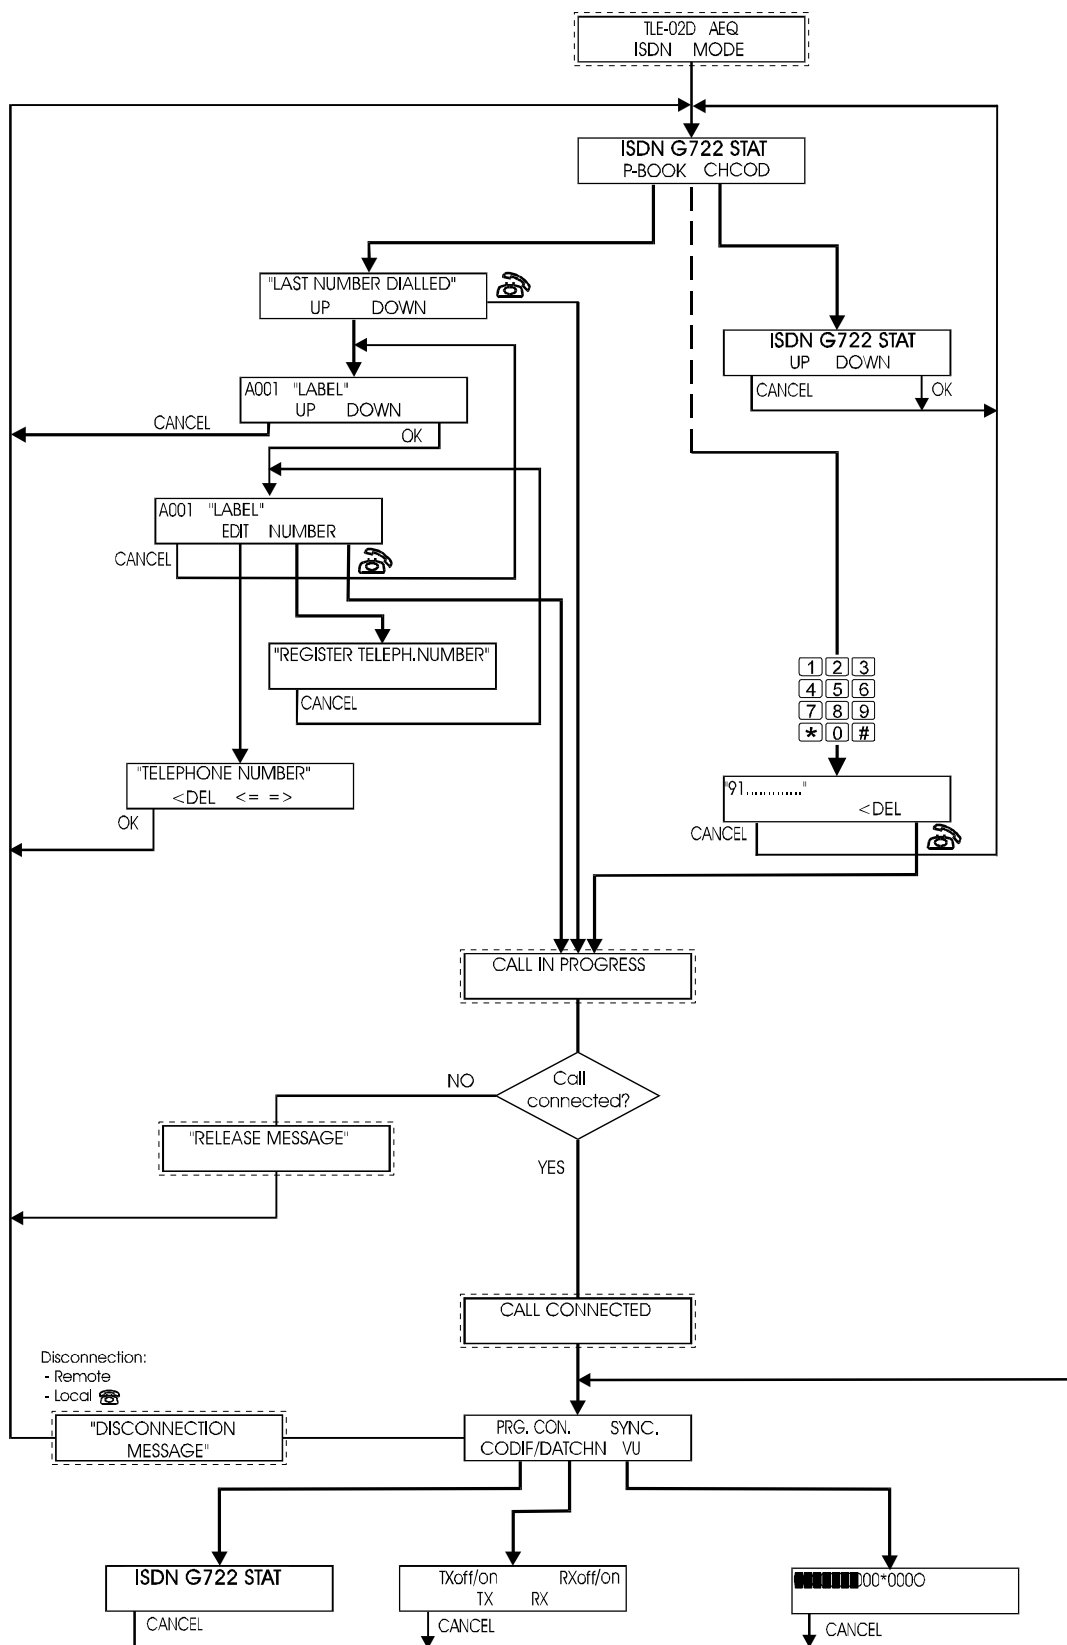 TLE-02D AEQ
ISDN MODE
ISDN G722 STAT
P-BOOK CHCOD
"LAST NUMBER DIALLED"
UP DOWN
ISDN G722 STAT
UP DOWN
CANCEL OK
A001 "LABEL"
UP DOWN
CANCEL
OK
A001 "LABEL"
EDIT NUMBER
CANCEL
"REGISTER TELEPH.NUMBER"
CANCEL
1 2 3
4 5 6
7 8 9
* 0 #
"TELEPHONE NUMBER"
<DEL <= =>
OK
"91............"
<DEL
CANCEL
CALL IN PROGRESS
Call
connected?
NO
"RELEASE MESSAGE"
YES
CALL CONNECTED
Disconnection:
- Remote
- Local
"DISCONNECTION
MESSAGE"
PRG. CON. SYNC.
CODIF/DATCHN VU
ISDN G722 STAT
CANCEL
TXoff/on RXoff/on
TX RX
CANCEL
000*000O
CANCEL